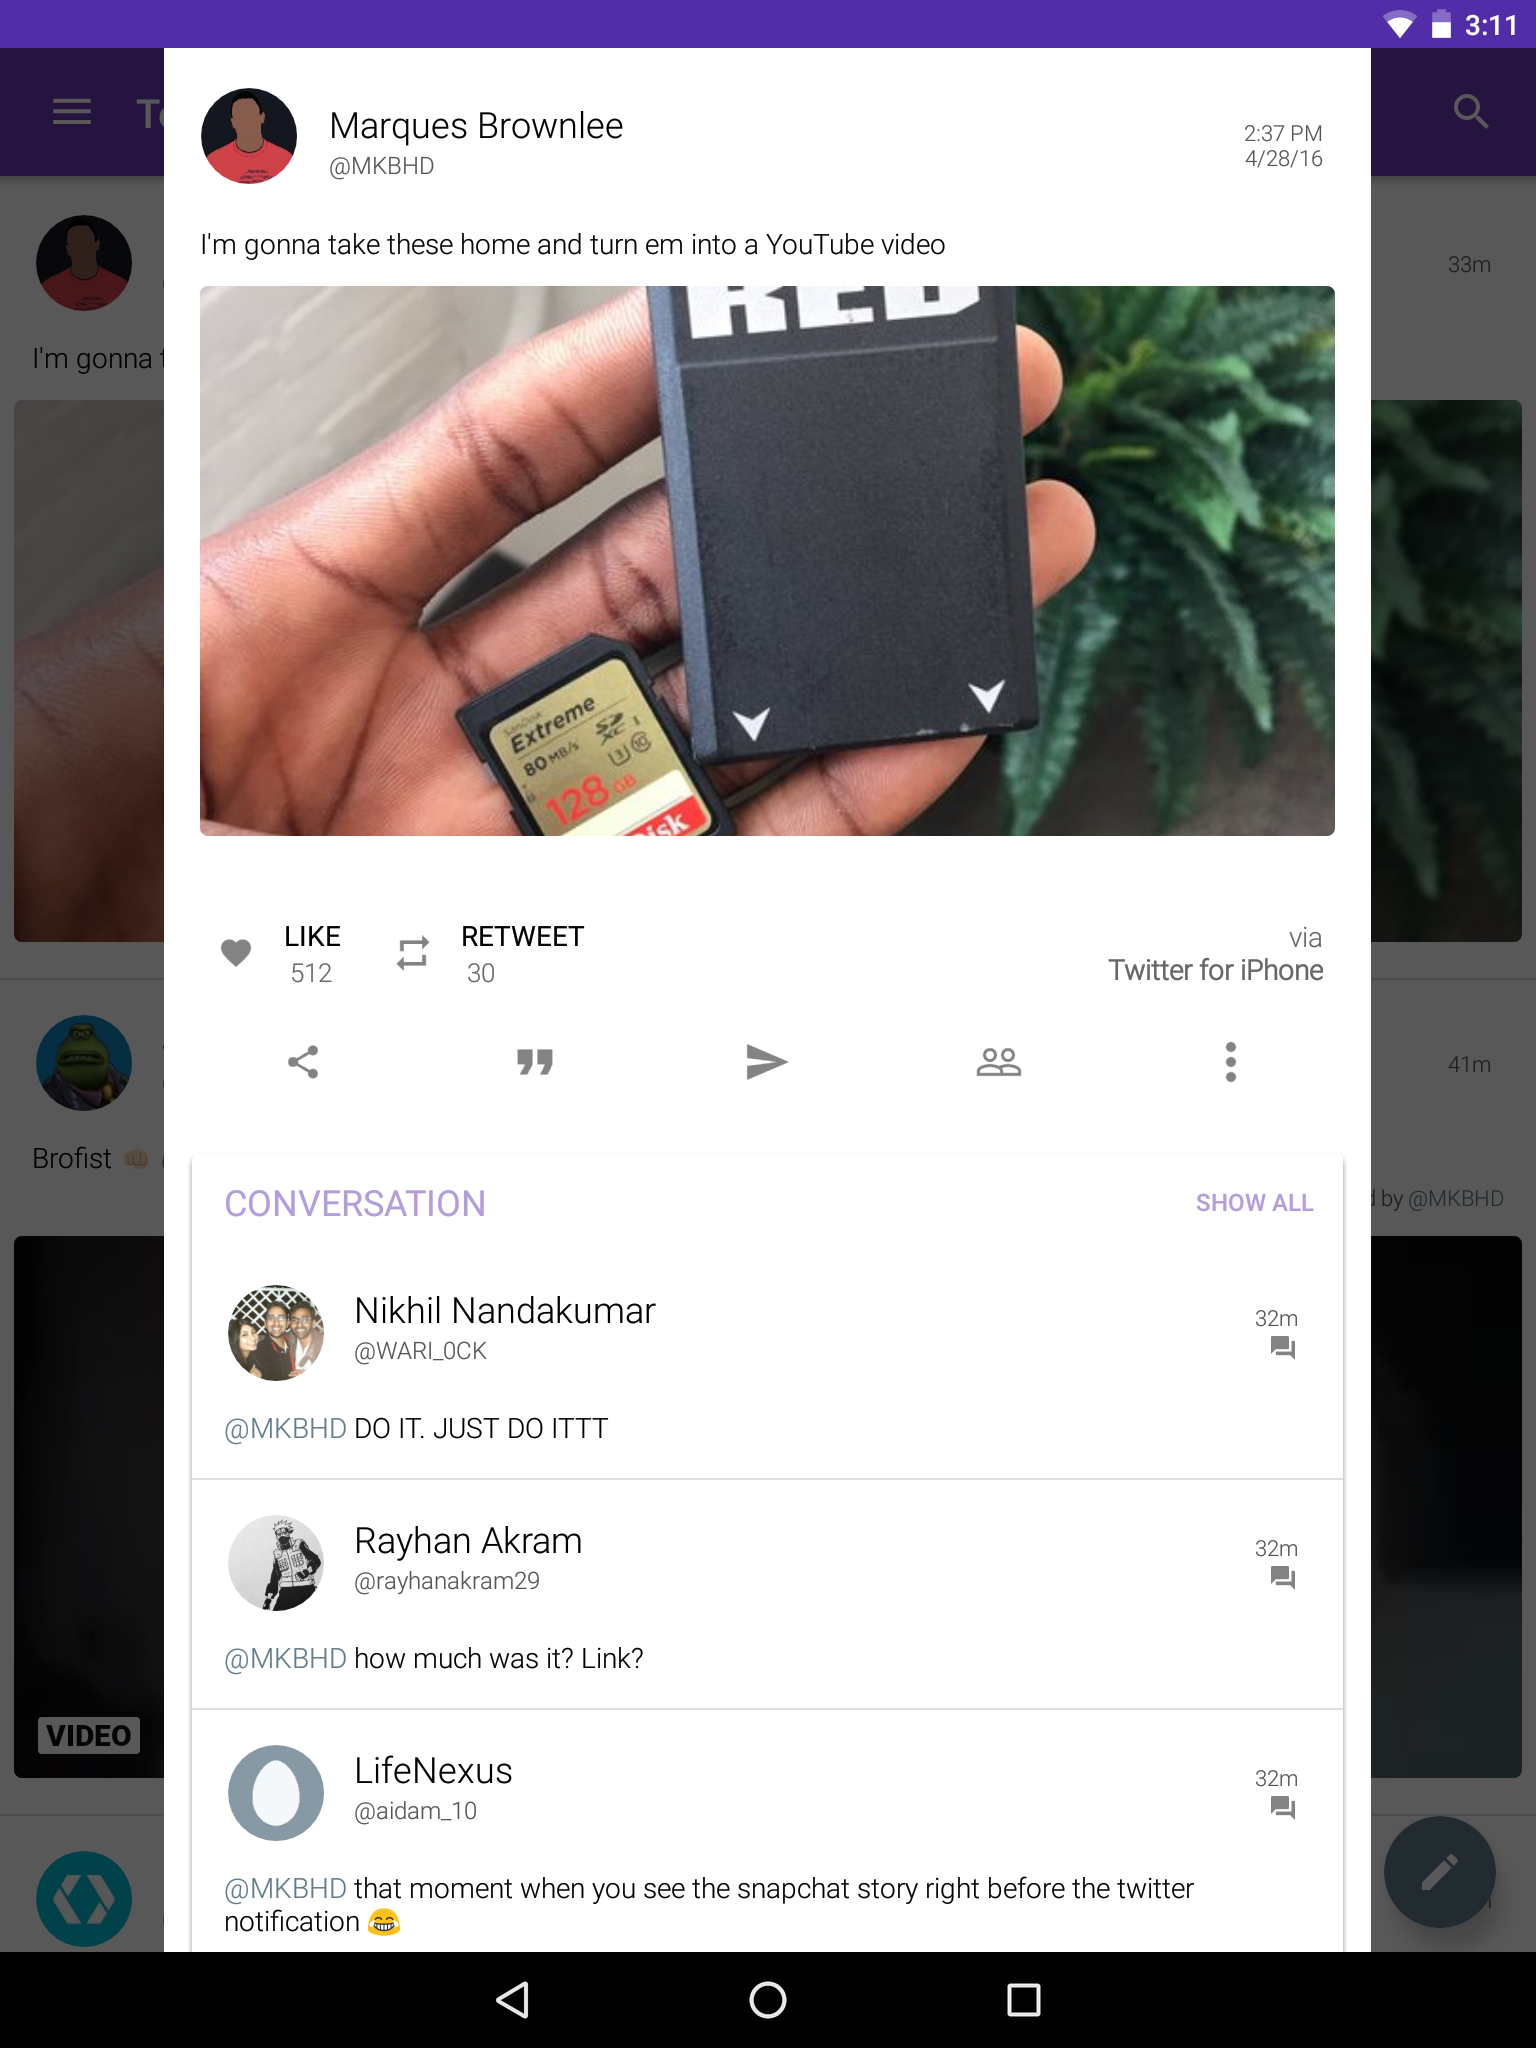 3:11
Marques Brownlee
@MKBHD
2:37 PM
4/28/16
33m
I'm gonna take these home and turn em into a YouTube video
I'm gonna
RED
SanDisk
Extreme
80 MB/s
128 GB
LIKE
512
RETWEET
30
via
Twitter for iPhone
41m
Brofist 👊🏼
by @MKBHD
CONVERSATION
SHOW ALL
Nikhil Nandakumar
@WARI_0CK
32m
@MKBHD DO IT. JUST DO ITTT
Rayhan Akram
@rayhanakram29
32m
@MKBHD how much was it? Link?
VIDEO
LifeNexus
@aidam_10
32m
@MKBHD that moment when you see the snapchat story right before the twitter
notification 😂